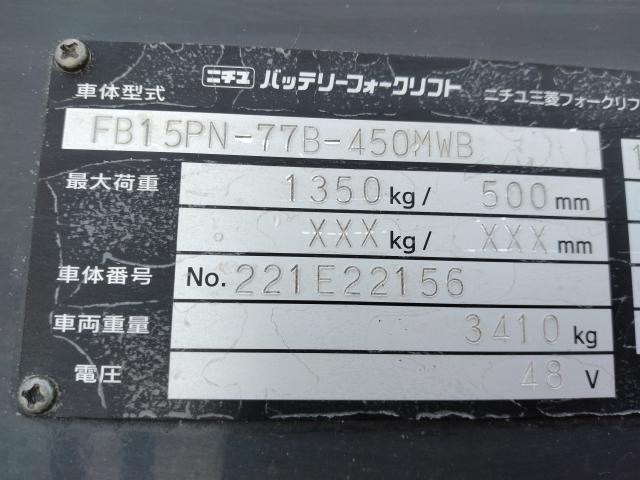 ニチユ バッテリーフォークリフト ニチユ三菱フォークリフ
車体型式
FB15PN-77B-450MWB
最大荷重 1350 kg/ 500 mm
XXX kg/ XXX mm
車体番号 No. 221E22156
車両重量 3410 kg
電圧 48 V